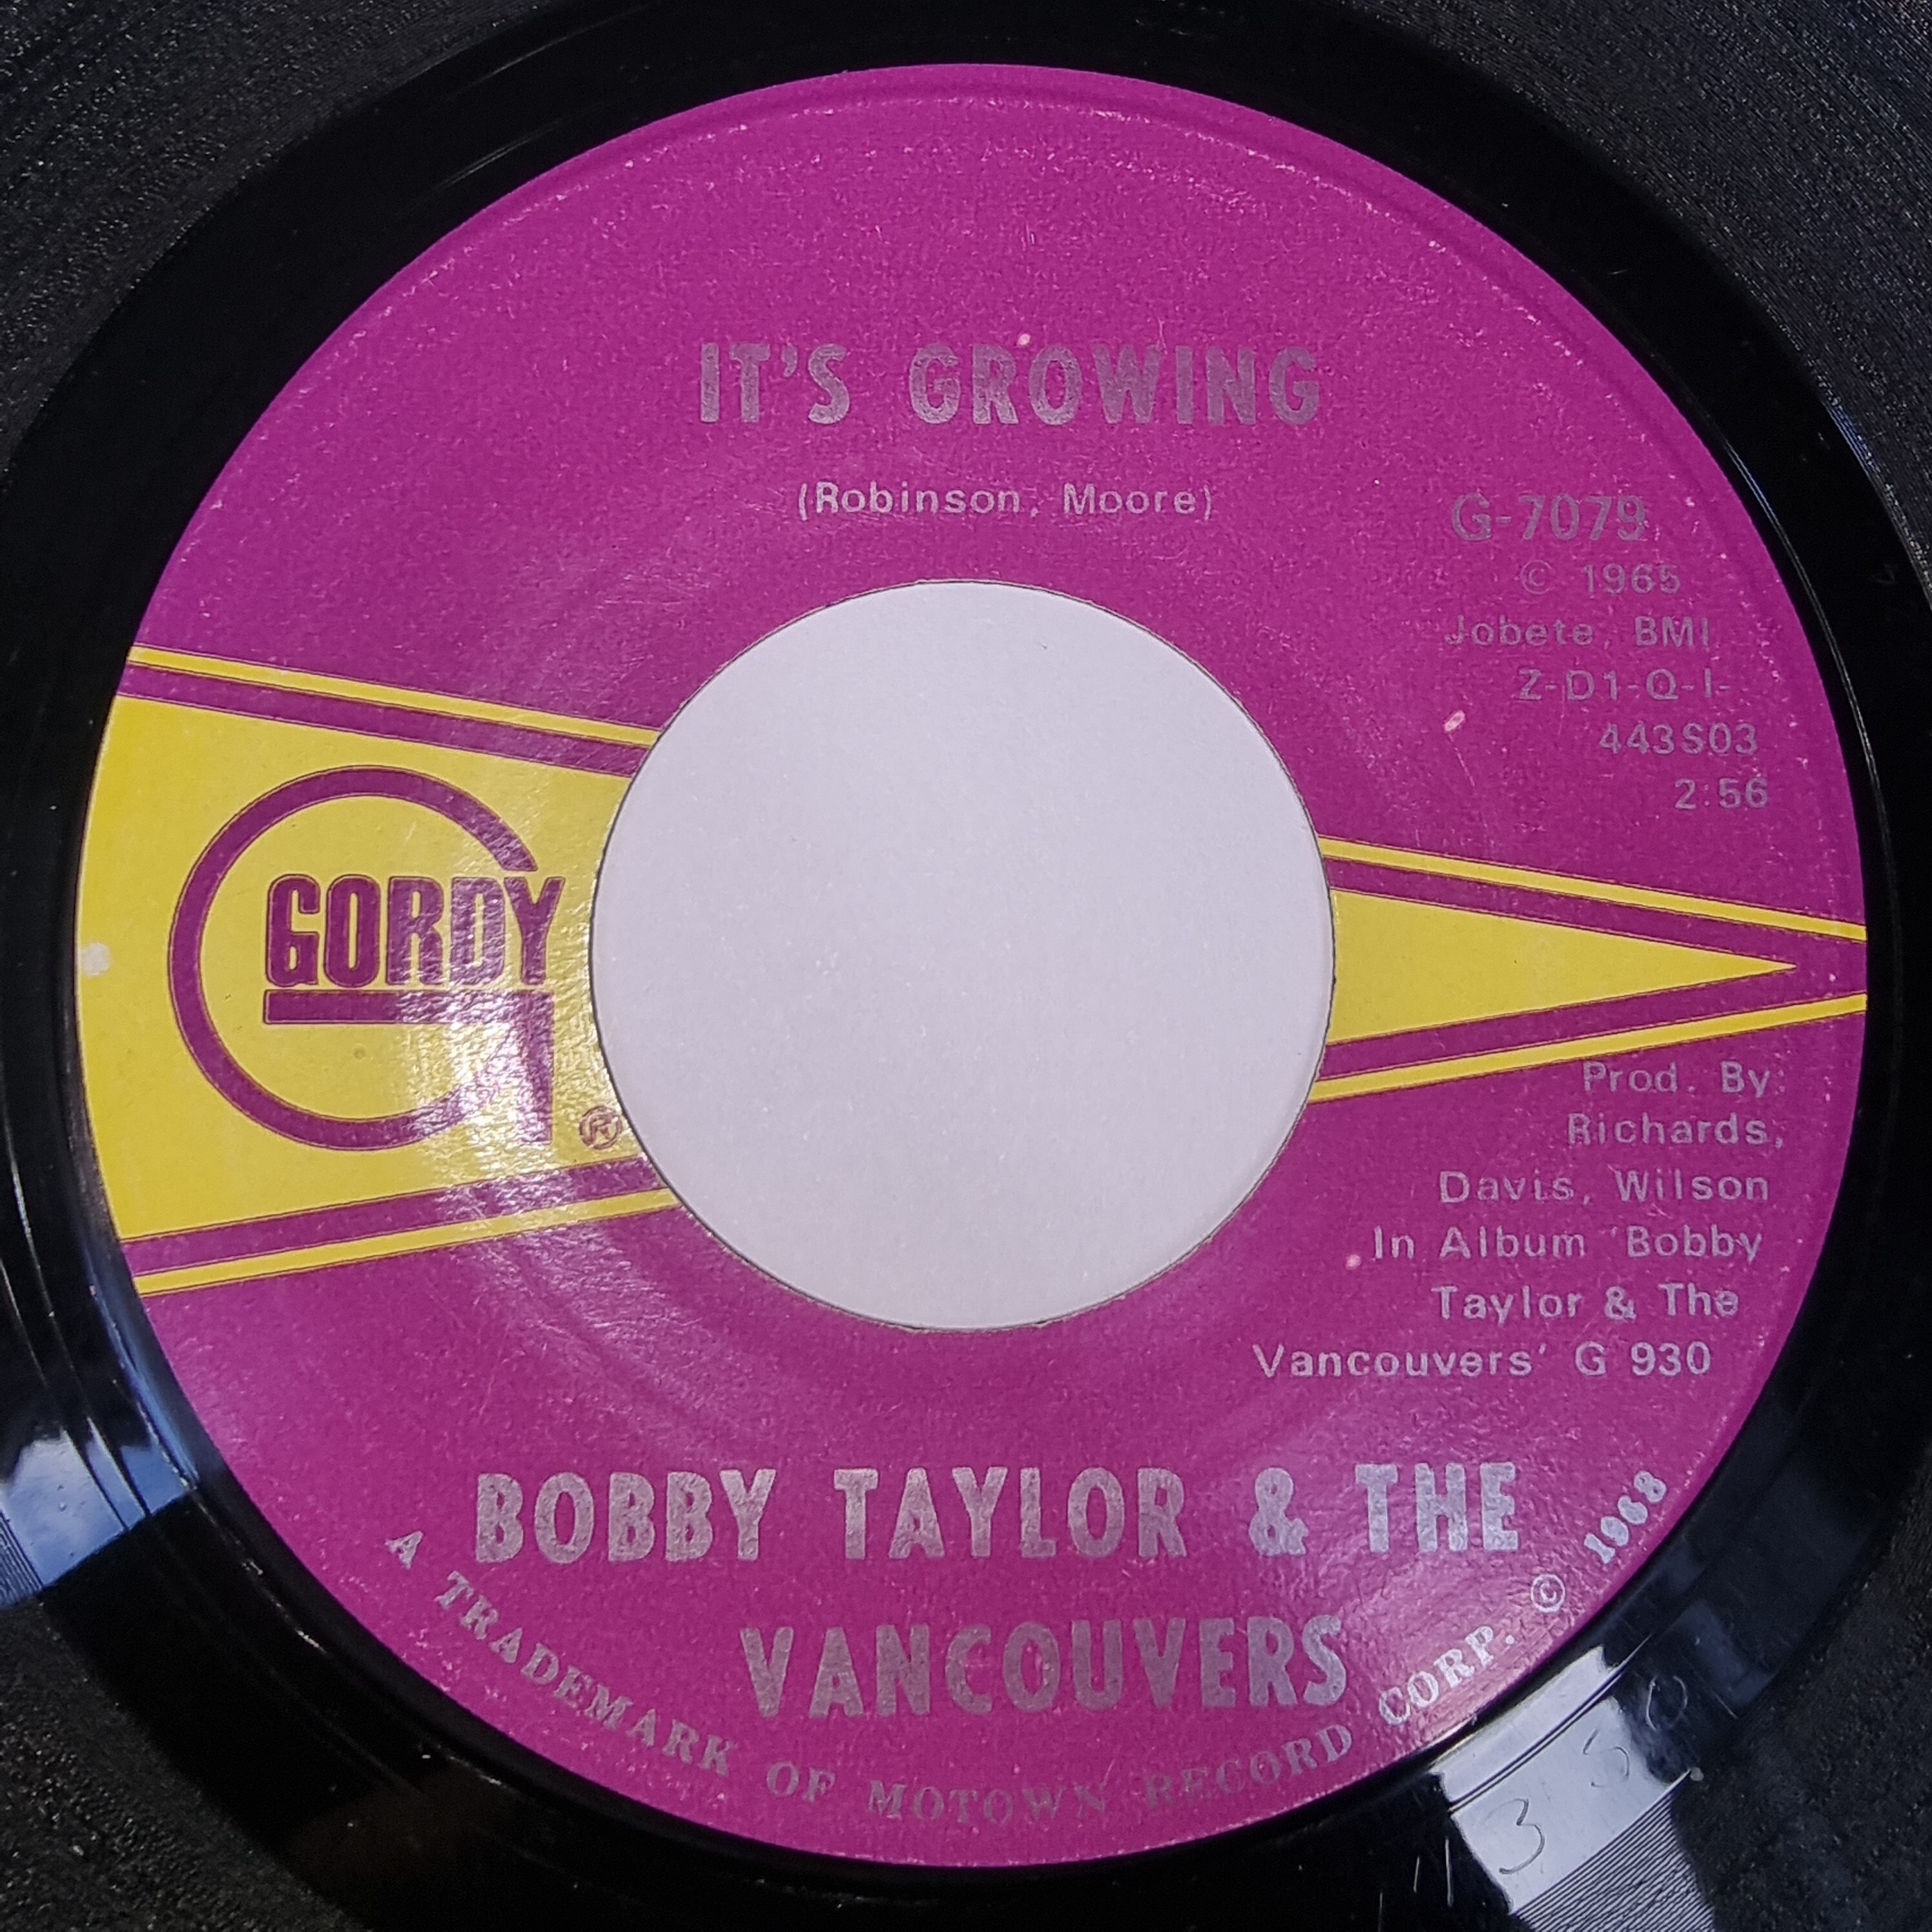 IT'S GROWING
(Robinson, Moore)
G-7079
© 1965
Jobete, BMI
Z-D1-Q-I-
443S03
2:56
GORDY
®
Prod. By:
Richards,
Davis, Wilson
In Album 'Bobby
Taylor & The
Vancouvers' G 930
BOBBY TAYLOR & THE
VANCOUVERS
A TRADEMARK OF MOTOWN RECORD CORP. © 1968